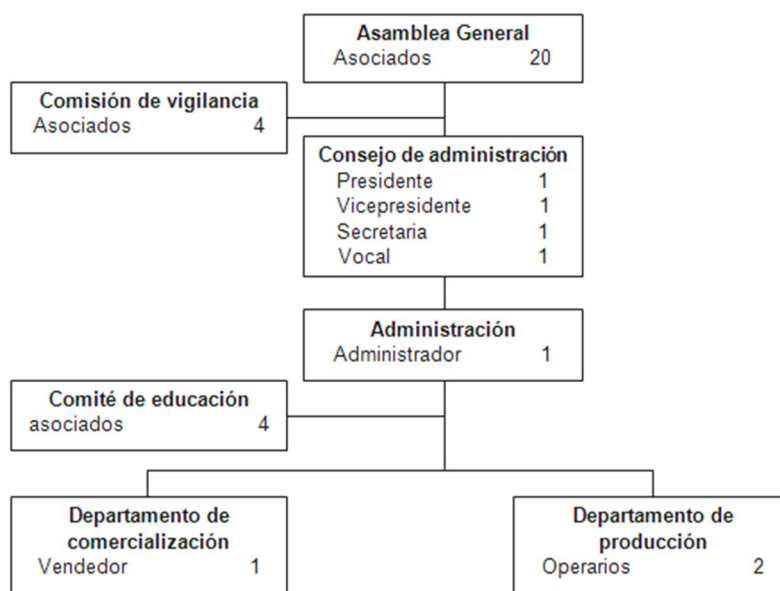 Asamblea General
Asociados 20
Comisión de vigilancia
Asociados 4
Consejo de administración
Presidente 1
Vicepresidente 1
Secretaria 1
Vocal 1
Administración
Administrador 1
Comité de educación
asociados 4
Departamento de
comercialización
Vendedor 1
Departamento de
producción
Operarios 2